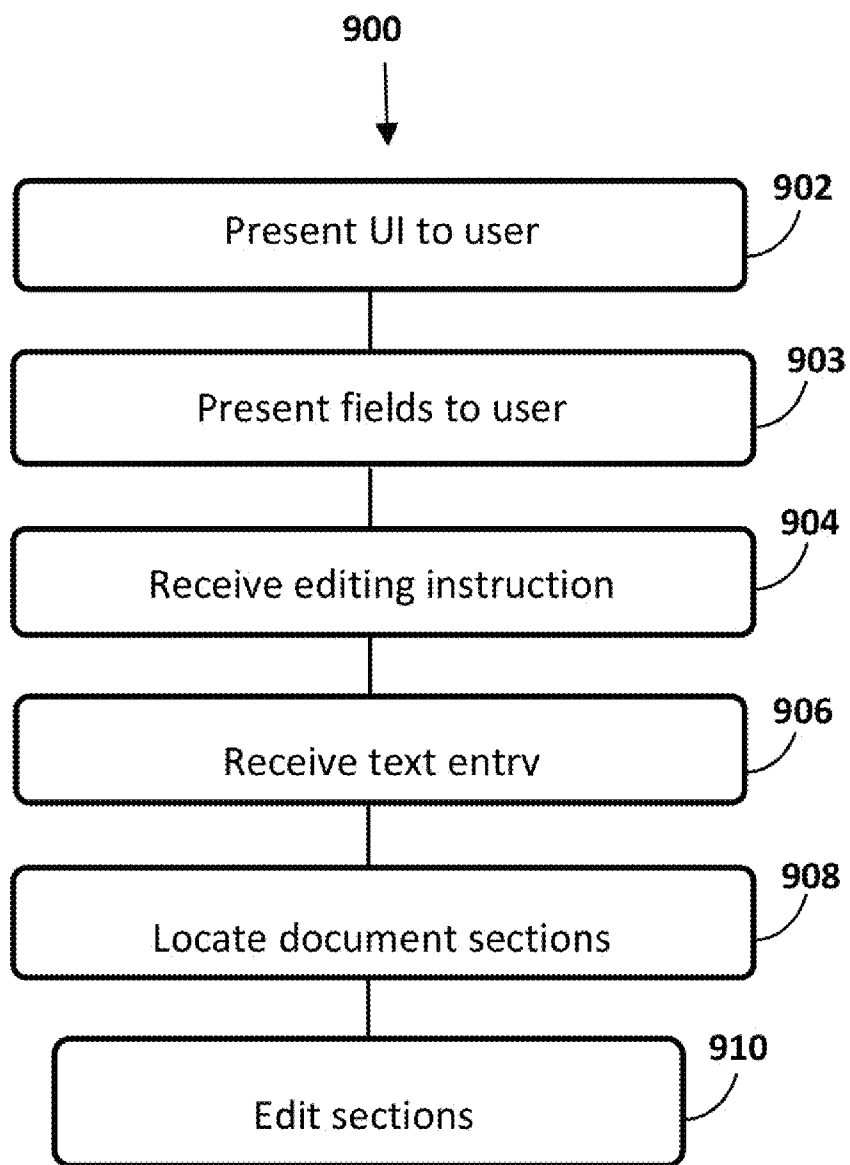 900
902
Present UI to user
903
Present fields to user
904
Receive editing instruction
906
Receive text entry
908
Locate document sections
910
Edit sections